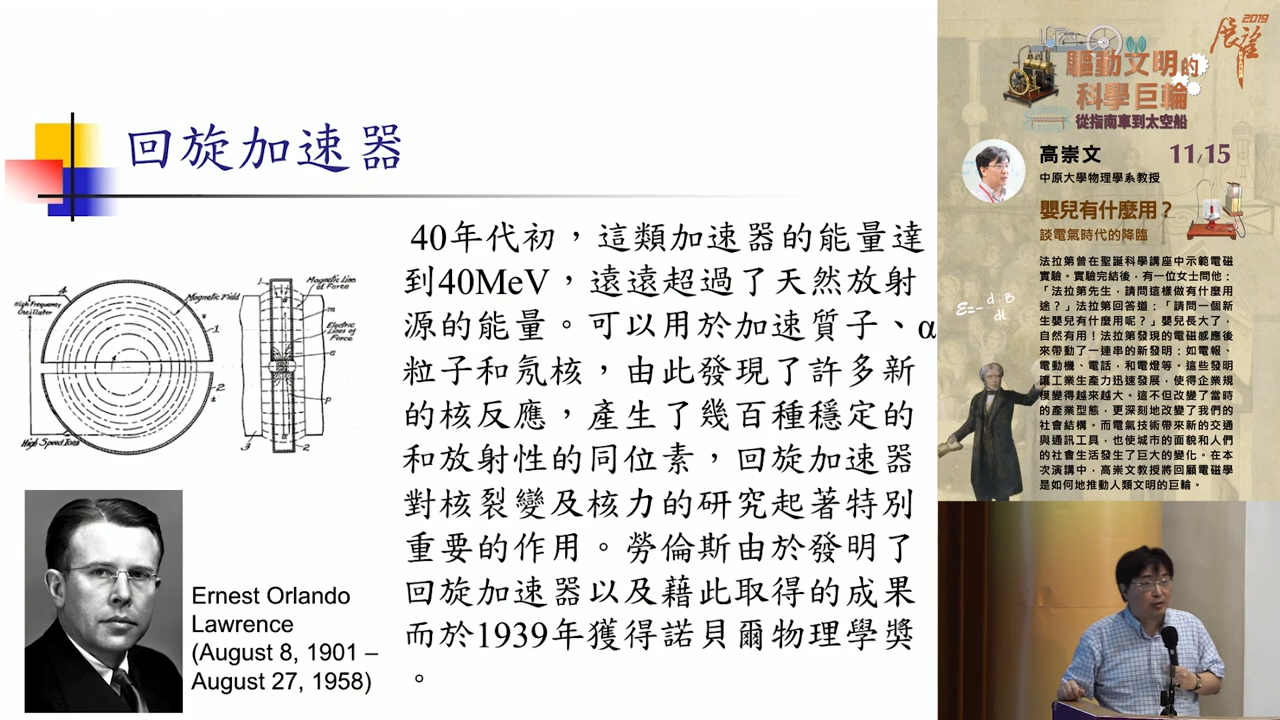 回旋加速器
40年代初，這類加速器的能量達
到40MeV，遠遠超過了天然放射
源的能量。可以用於加速質子、α
粒子和氘核，由此發現了許多新
的核反應，產生了幾百種穩定的
和放射性的同位素，回旋加速器
對核裂變及核力的研究起著特別
重要的作用。勞倫斯由於發明了
回旋加速器以及藉此取得的成果
而於1939年獲得諾貝爾物理學獎
。
High Frequency
Oscillator
Magnetic Field
High Speed Ions
4
1
2
Magnetic Lines
of Force
m
Electric
Lines of
Force
P
3
2
Ernest Orlando
Lawrence
(August 8, 1901 –
August 27, 1958)
2019
展望
驅動文明的
科學巨輪
從指南車到太空船
高崇文 11/15
中原大學物理學系教授
嬰兒有什麼用？
談電氣時代的降臨
法拉第曾在聖誕科學講座中示範電磁
實驗。實驗完結後，有一位女士問他：
「法拉第先生，請問這樣做有什麼用
途？」法拉第回答道：「請問一個新
生嬰兒有什麼用呢？」嬰兒長大了，
自然有用！法拉第發現的電磁感應後
來帶動了一連串的新發明：如電報、
電動機、電話，和電燈等。這些發明
讓工業生產力迅速發展，使得企業規
模變得越來越大。這不但改變了當時
的產業型態，更深刻地改變了我們的
社會結構。而電氣技術帶來新的交通
與通訊工具，也使城市的面貌和人們
的社會生活發生了巨大的變化。在本
次演講中，高崇文教授將回顧電磁學
是如何地推動人類文明的巨輪。